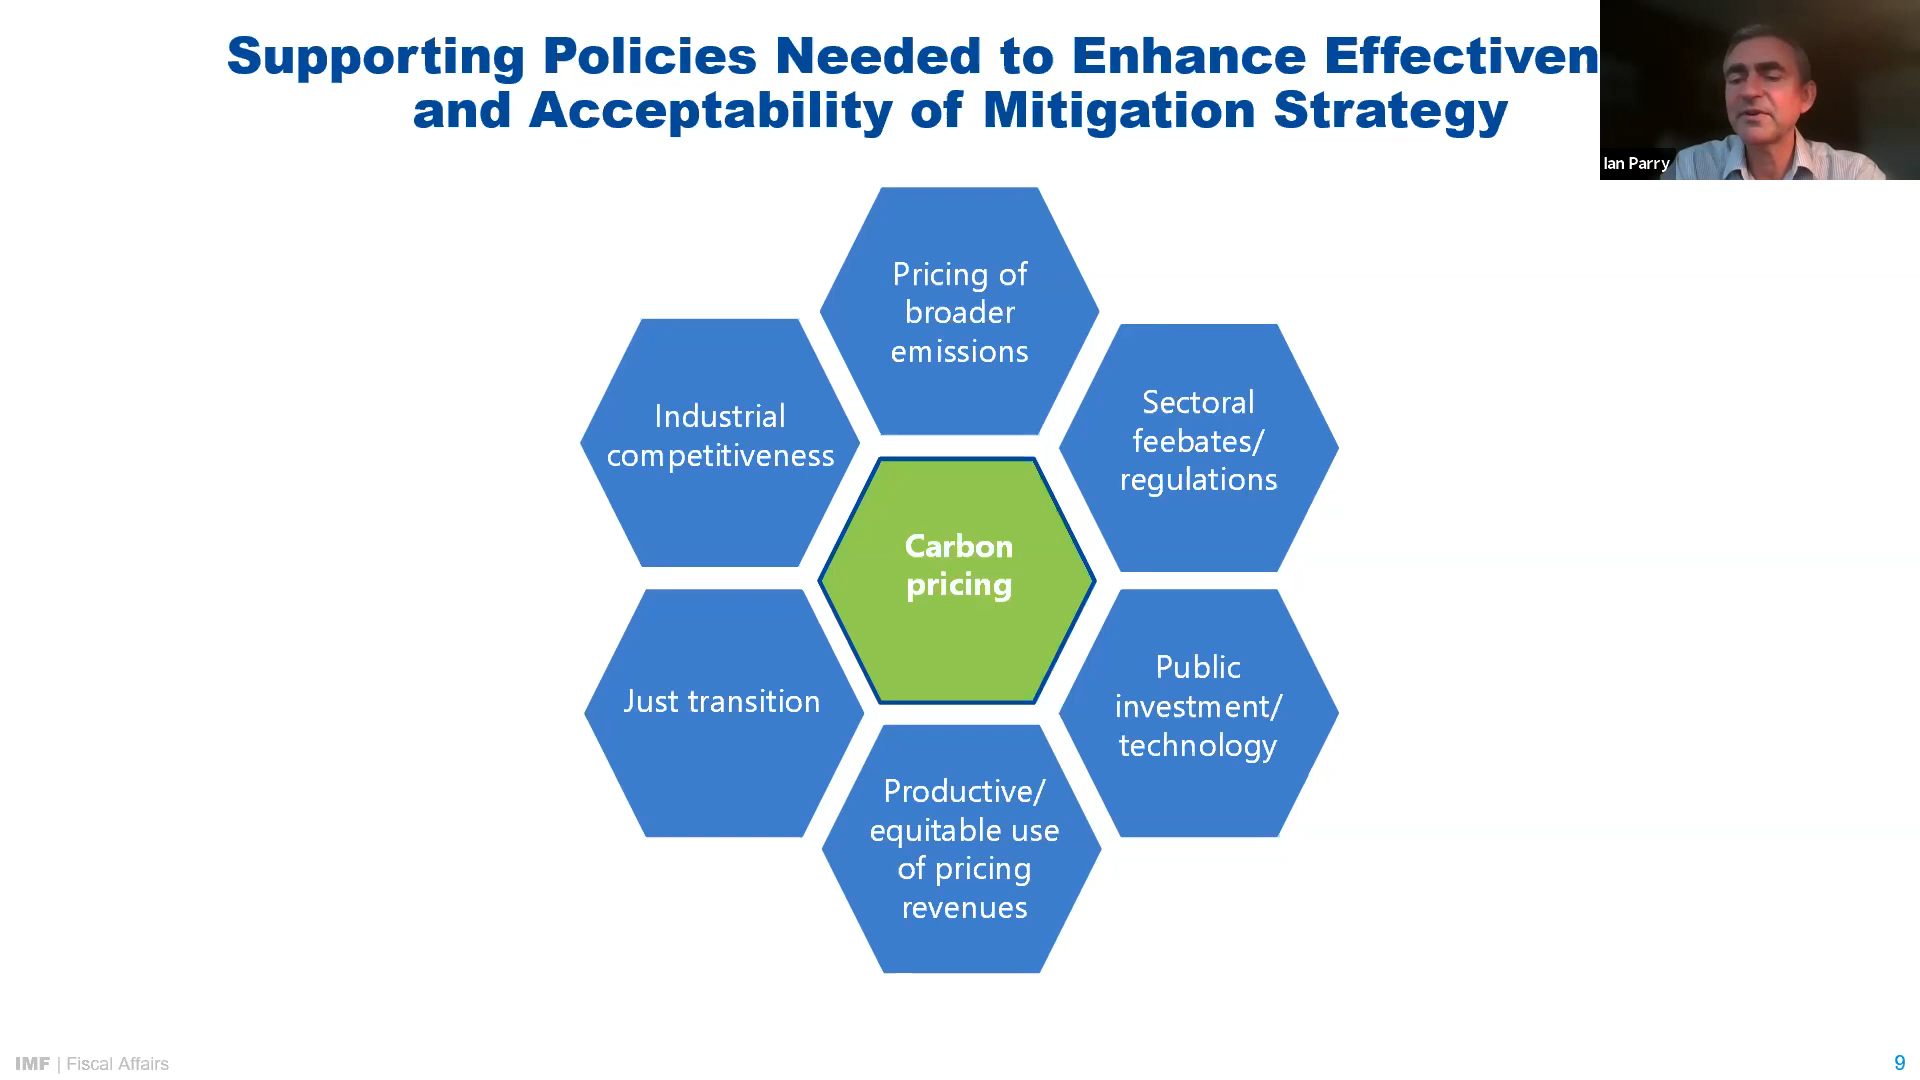 Supporting Policies Needed to Enhance Effectiven
and Acceptability of Mitigation Strategy
Ian Parry
Pricing of
broader
emissions
Sectoral
feebates/
regulations
Public
investment/
technology
Productive/
equitable use
of pricing
revenues
Just transition
Industrial
competitiveness
Carbon
pricing
IMF | Fiscal Affairs
9